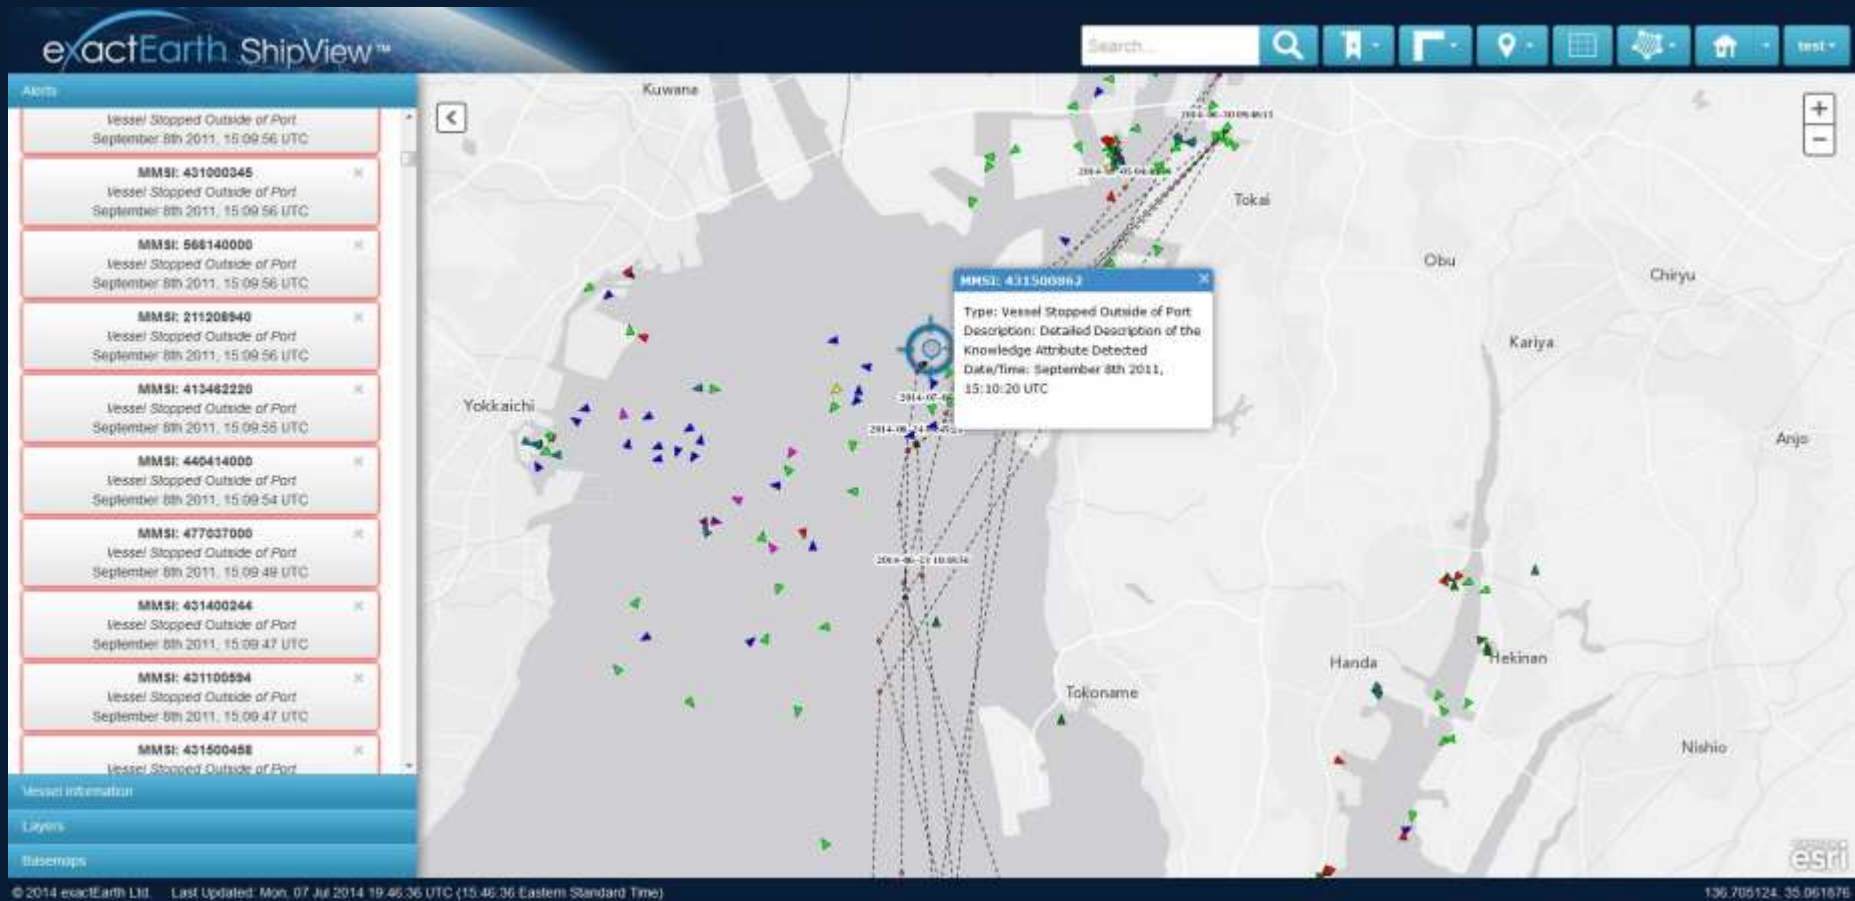 exactEarth ShipView™
Search...
test
Alerts
Vessel Stopped Outside of Port
September 8th 2011, 15:09:56 UTC
MMSI: 431000345
Vessel Stopped Outside of Port
September 8th 2011, 15:09:56 UTC
MMSI: 566140000
Vessel Stopped Outside of Port
September 8th 2011, 15:09:56 UTC
MMSI: 211208940
Vessel Stopped Outside of Port
September 8th 2011, 15:09:56 UTC
MMSI: 413462220
Vessel Stopped Outside of Port
September 8th 2011, 15:09:55 UTC
MMSI: 440414000
Vessel Stopped Outside of Port
September 8th 2011, 15:09:54 UTC
MMSI: 477037000
Vessel Stopped Outside of Port
September 8th 2011, 15:09:49 UTC
MMSI: 431400244
Vessel Stopped Outside of Port
September 8th 2011, 15:09:47 UTC
MMSI: 431100594
Vessel Stopped Outside of Port
September 8th 2011, 15:09:47 UTC
MMSI: 431500458
Vessel Stopped Outside of Port
Vessel Information
Layers
Basemaps
Kuwana
Tokai
Obu
Chiryu
MMSI: 431500862
Type: Vessel Stopped Outside of Port
Description: Detailed Description of the
Knowledge Attribute Detected
Date/Time: September 8th 2011,
15:10:20 UTC
Kariya
Yokkaichi
Anjo
Handa
Hekinan
Tokoname
Nishio
esri
© 2014 exactEarth Ltd. Last Updated: Mon, 07 Jul 2014 19:46:36 UTC (15:46:36 Eastern Standard Time)
136.705124, 35.061876